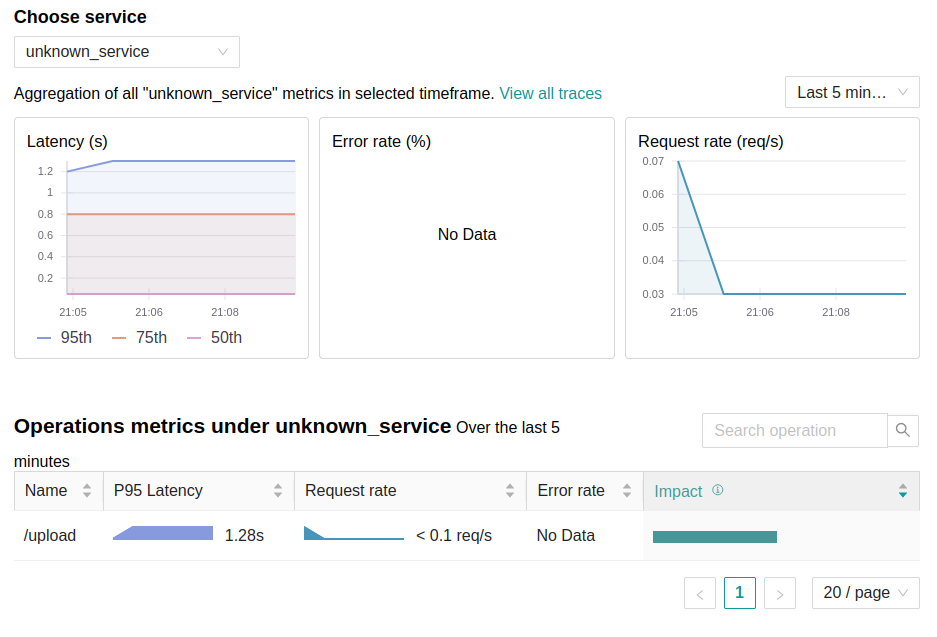 Choose service
unknown_service
Aggregation of all "unknown_service" metrics in selected timeframe. View all traces
Last 5 min...
Latency (s)
1.2
1
0.8
0.6
0.4
0.2
21:05 21:06 21:08
95th 75th 50th
Error rate (%)
No Data
Request rate (req/s)
0.07
0.06
0.05
0.04
0.03
21:05 21:06 21:08
Operations metrics under unknown_service Over the last 5
minutes
Search operation
Name P95 Latency Request rate Error rate Impact
/upload 1.28s < 0.1 req/s No Data
< 1 > 20 / page